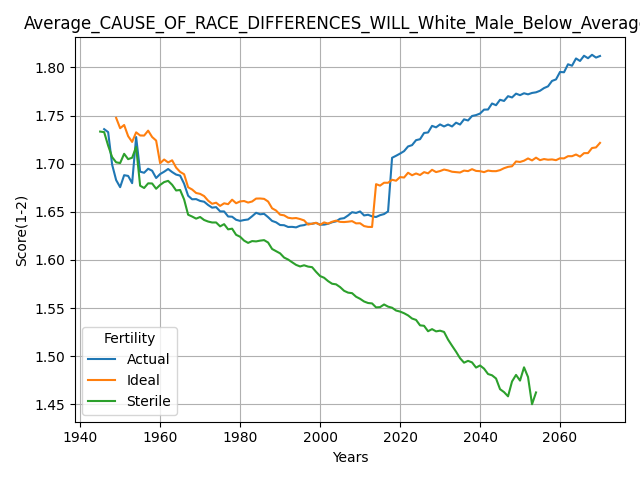 Average_CAUSE_OF_RACE_DIFFERENCES_WILL_White_Male_Below_Average
Score(1-2)
1.80
1.75
1.70
1.65
1.60
1.55
1.50
1.45
Fertility
Actual
Ideal
Sterile
1940 1960 1980 2000 2020 2040 2060
Years